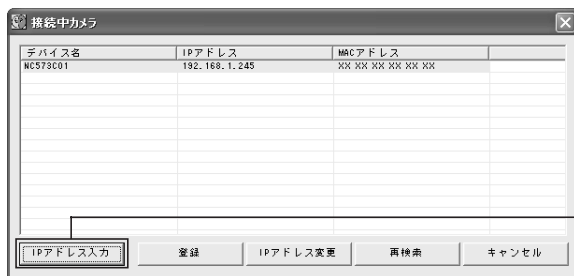 接続中カメラ
デバイス名 IPアドレス MACアドレス
NC573C01 192.168.1.245 XX XX XX XX XX XX
IPアドレス入力 登録 IPアドレス変更 再検索 キャンセル